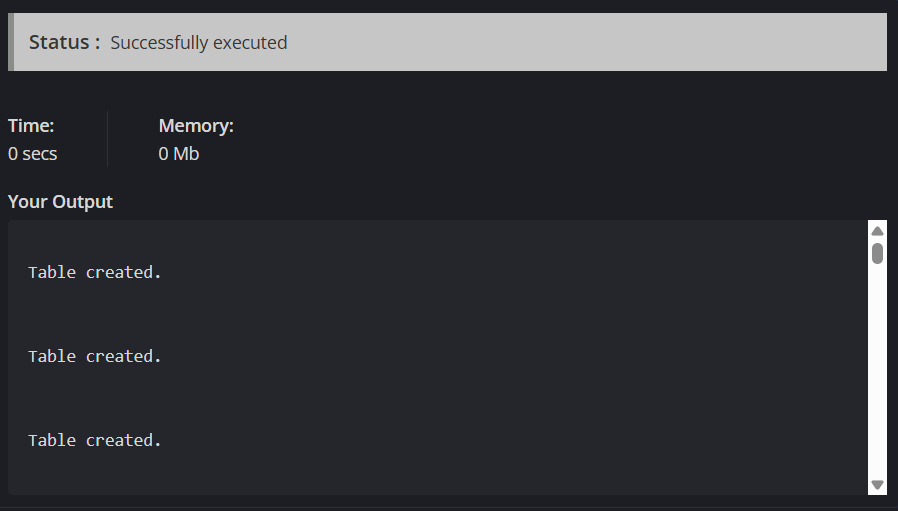 Status : Successfully executed
Time:
0 secs
Memory:
0 Mb
Your Output
Table created.
Table created.
Table created.